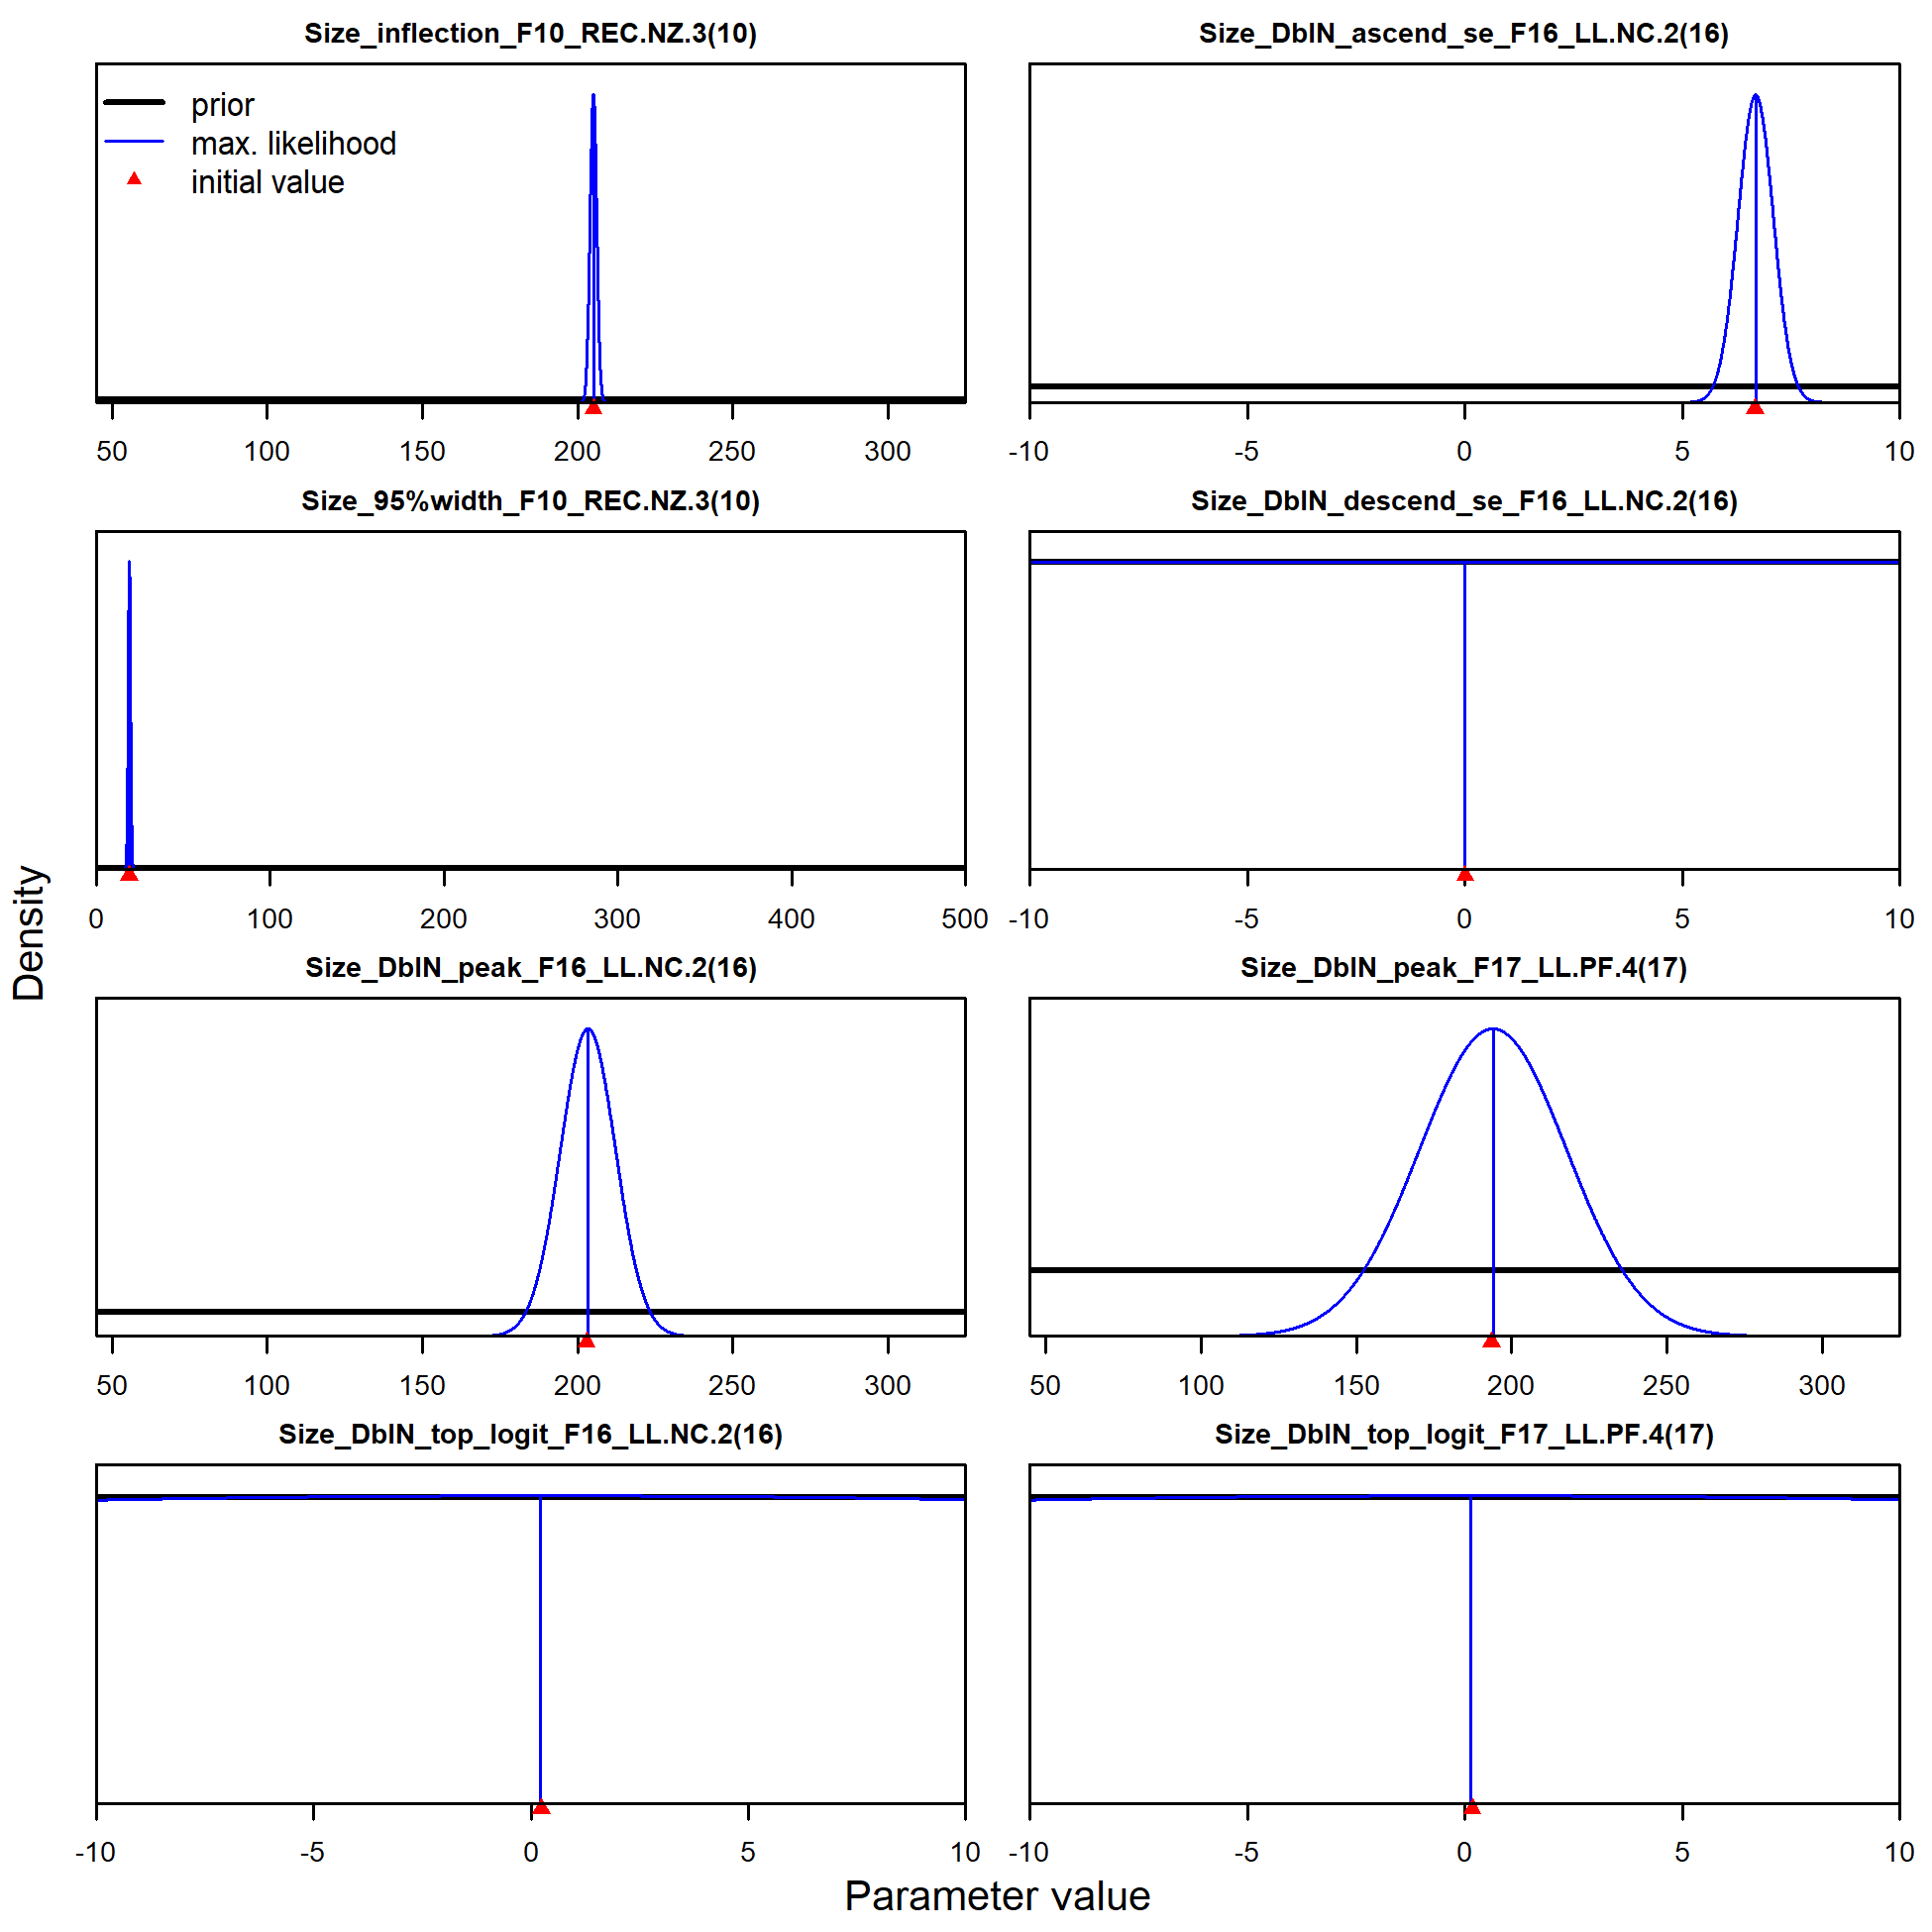 Size_inflection_F10_REC.NZ.3(10)
prior
max. likelihood
initial value
50 100 150 200 250 300
Size_DblN_ascend_se_F16_LL.NC.2(16)
-10 -5 0 5 10
Size_95%width_F10_REC.NZ.3(10)
0 100 200 300 400 500
Size_DblN_descend_se_F16_LL.NC.2(16)
-10 -5 0 5 10
Size_DblN_peak_F16_LL.NC.2(16)
50 100 150 200 250 300
Size_DblN_peak_F17_LL.PF.4(17)
50 100 150 200 250 300
Size_DblN_top_logit_F16_LL.NC.2(16)
-10 -5 0 5 10
Size_DblN_top_logit_F17_LL.PF.4(17)
-10 -5 0 5 10
Density
Parameter value